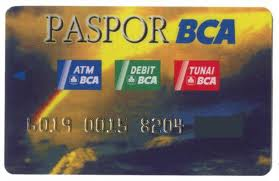 PASPOR BCA
ATM BCA
DEBIT BCA
TUNAI BCA
6019 0015 8204